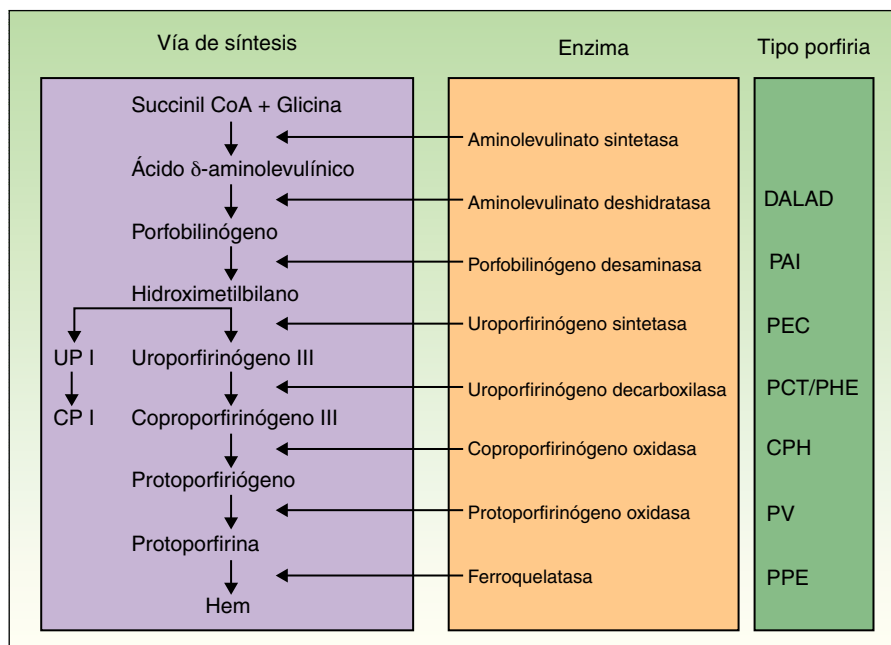 Vía de síntesis
Enzima
Tipo porfiria
Succinil CoA + Glicina
Aminolevulinato sintetasa
Ácido δ-aminolevulínico
Aminolevulinato deshidratasa
DALAD
Porfobilinógeno
Porfobilinógeno desaminasa
PAI
Hidroximetilbilano
Uroporfirinógeno sintetasa
PEC
UP I
Uroporfirinógeno III
Uroporfirinógeno decarboxilasa
PCT/PHE
CP I
Coproporfirinógeno III
Coproporfirinógeno oxidasa
CPH
Protoporfiriógeno
Protoporfirinógeno oxidasa
PV
Protoporfirina
Ferroquelatasa
PPE
Hem